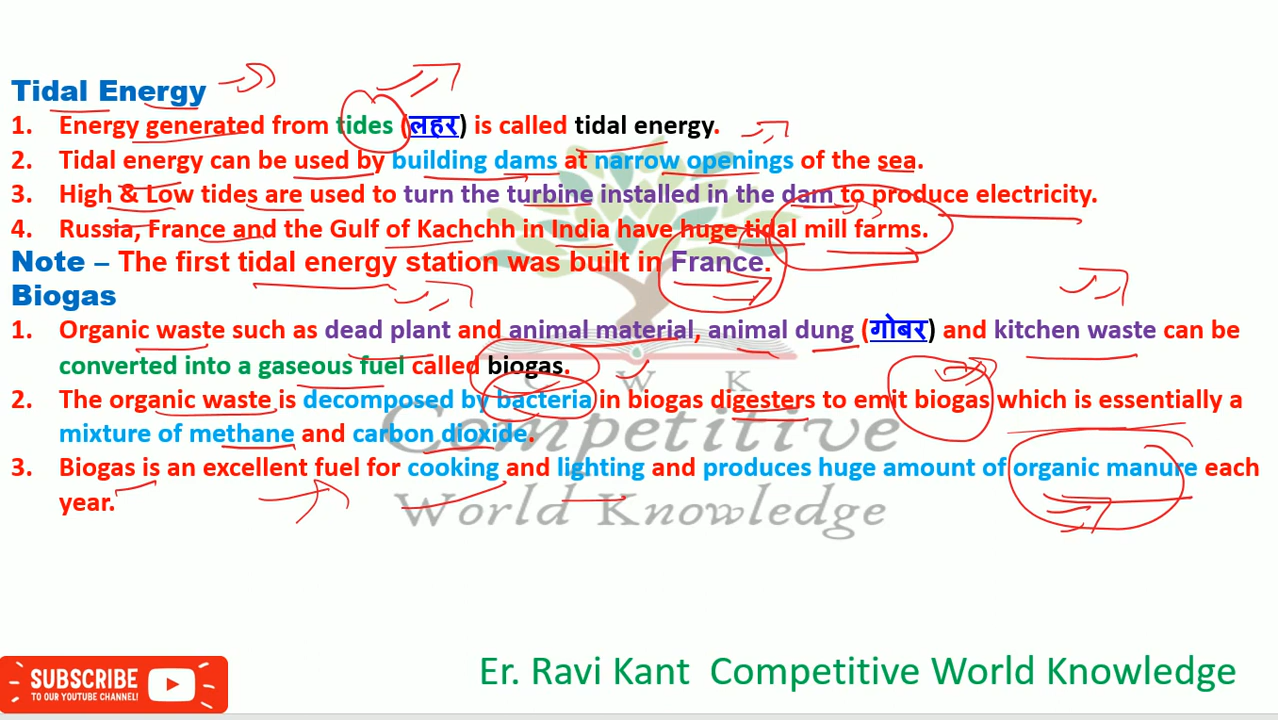 Tidal Energy
1. Energy generated from tides (लहर) is called tidal energy.
2. Tidal energy can be used by building dams at narrow openings of the sea.
3. High & Low tides are used to turn the turbine installed in the dam to produce electricity.
4. Russia, France and the Gulf of Kachchh in India have huge tidal mill farms.
Note – The first tidal energy station was built in France.
Biogas
1. Organic waste such as dead plant and animal material, animal dung (गोबर) and kitchen waste can be
converted into a gaseous fuel called biogas.
C W K
2. The organic waste is decomposed by bacteria in biogas digesters to emit biogas which is essentially a
mixture of methane and carbon dioxide.
Competitive
3. Biogas is an excellent fuel for cooking and lighting and produces huge amount of organic manure each
year.
World Knowledge
SUBSCRIBE
TO OUR YOUTUBE CHANNEL!
Er. Ravi Kant Competitive World Knowledge